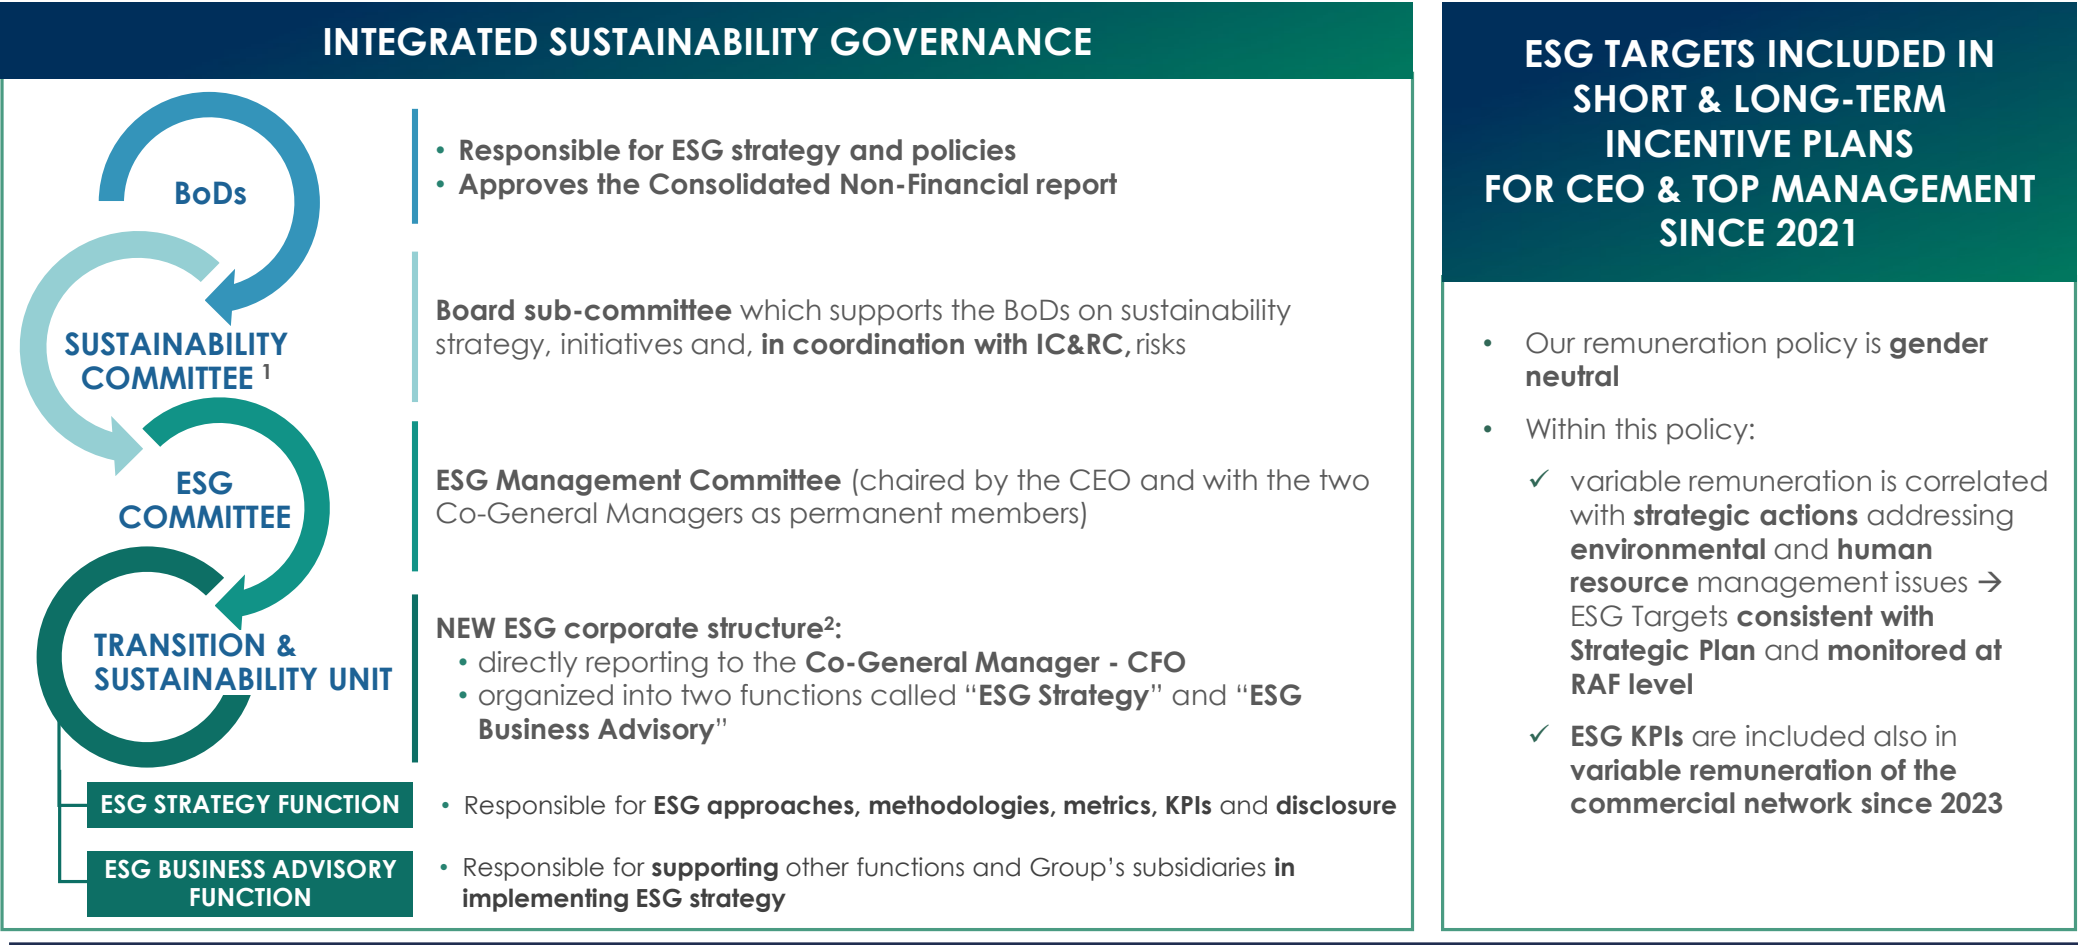 INTEGRATED SUSTAINABILITY GOVERNANCE
BoDs
• Responsible for ESG strategy and policies
• Approves the Consolidated Non-Financial report
SUSTAINABILITY
COMMITTEE ¹
Board sub-committee which supports the BoDs on sustainability
strategy, initiatives and, in coordination with IC&RC, risks
ESG
COMMITTEE
ESG Management Committee (chaired by the CEO and with the two
Co-General Managers as permanent members)
TRANSITION &
SUSTAINABILITY UNIT
NEW ESG corporate structure²:
• directly reporting to the Co-General Manager - CFO
• organized into two functions called “ESG Strategy” and “ESG
Business Advisory”
ESG STRATEGY FUNCTION
• Responsible for ESG approaches, methodologies, metrics, KPIs and disclosure
ESG BUSINESS ADVISORY
FUNCTION
• Responsible for supporting other functions and Group’s subsidiaries in
implementing ESG strategy
ESG TARGETS INCLUDED IN
SHORT & LONG-TERM
INCENTIVE PLANS
FOR CEO & TOP MANAGEMENT
SINCE 2021
• Our remuneration policy is gender
neutral
• Within this policy:
✓ variable remuneration is correlated
with strategic actions addressing
environmental and human
resource management issues →
ESG Targets consistent with
Strategic Plan and monitored at
RAF level
✓ ESG KPIs are included also in
variable remuneration of the
commercial network since 2023